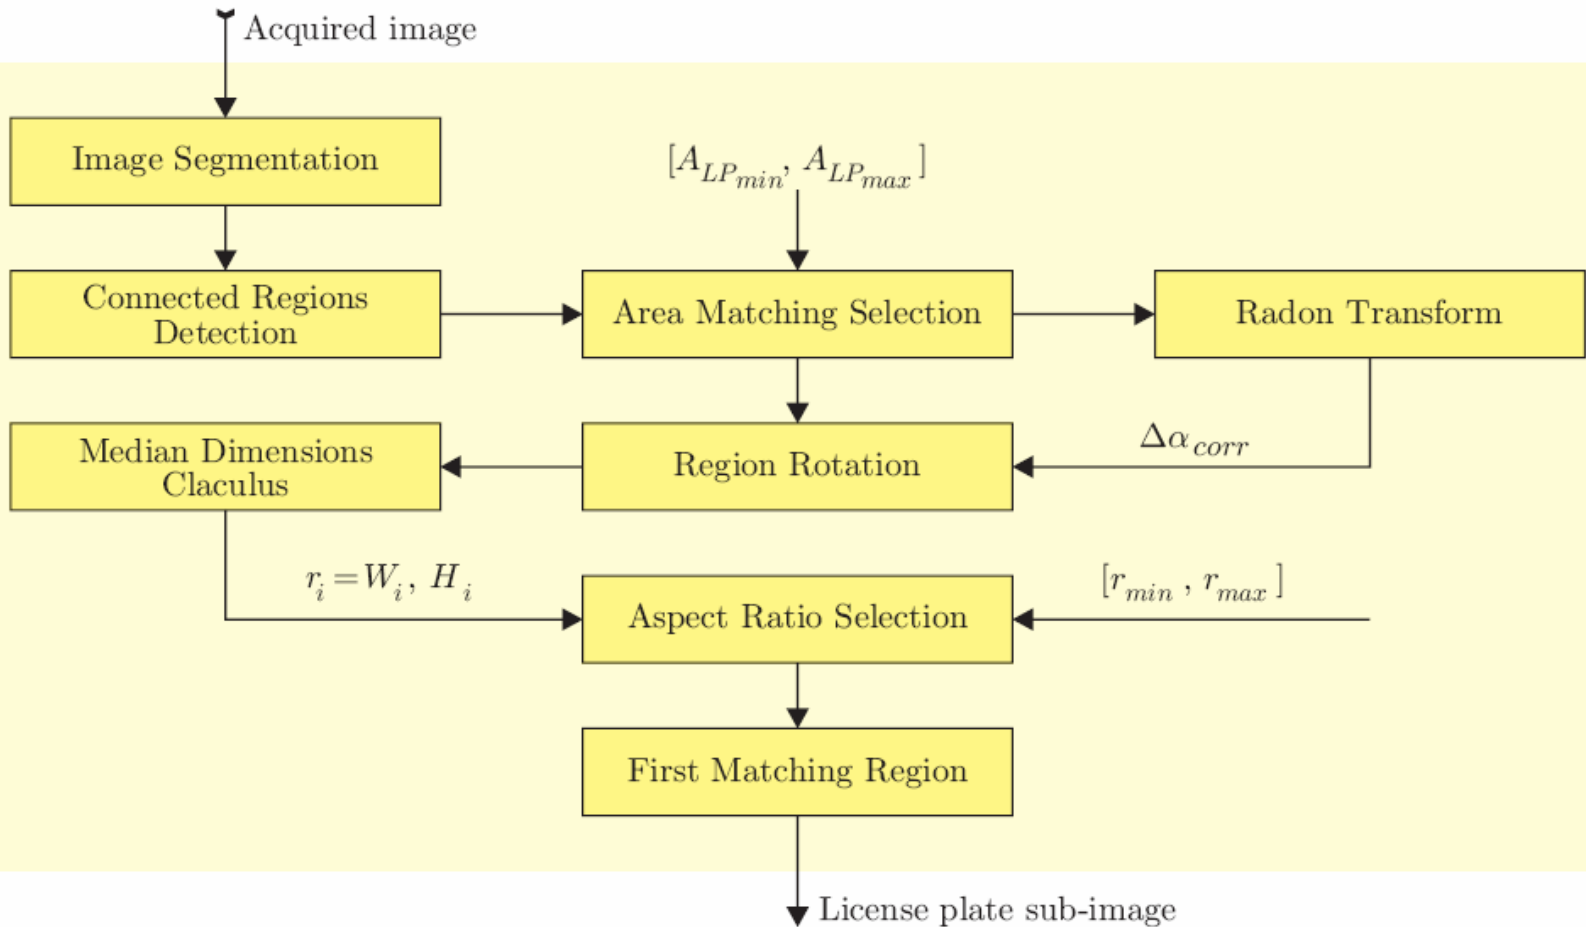 Acquired image
Image Segmentation
[A_{LP_{min}}, A_{LP_{max}}]
Connected Regions
Detection
Area Matching Selection
Radon Transform
Median Dimensions
Claculus
Region Rotation
Δα_{corr}
r_i=W_i, H_i
Aspect Ratio Selection
[r_{min}, r_{max}]
First Matching Region
License plate sub-image